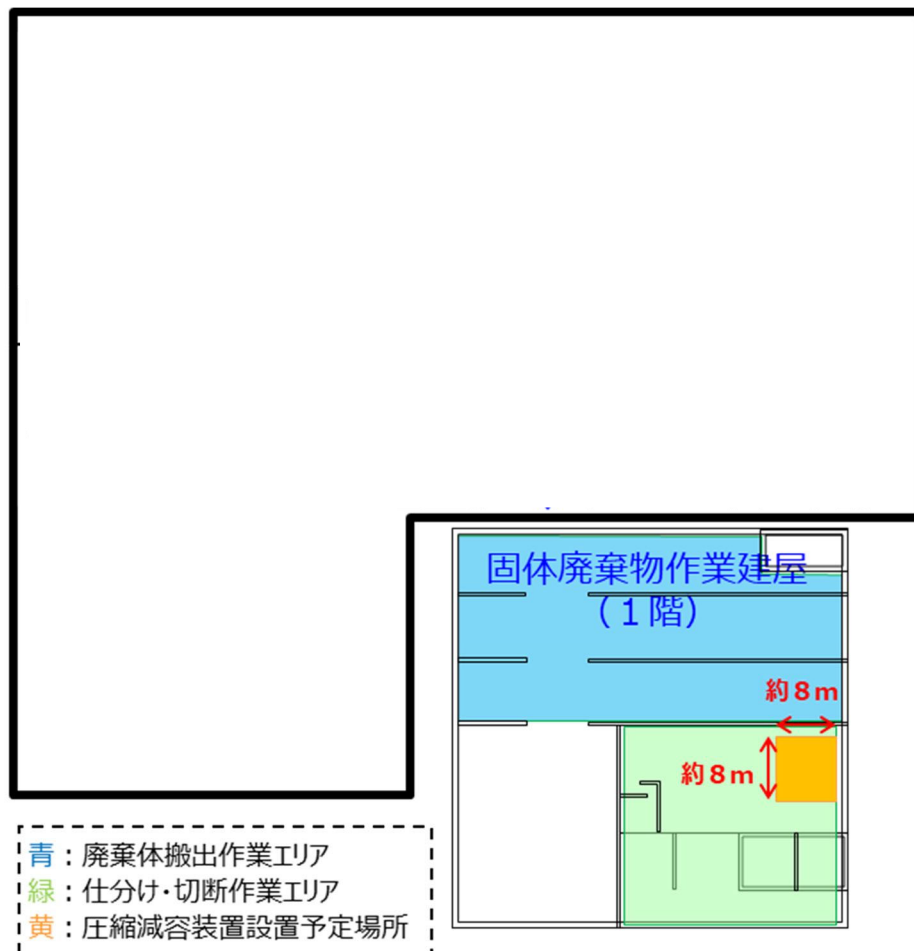 固体廃棄物作業建屋
（１階）
約８ｍ
約８ｍ
青：廃棄体搬出作業エリア
緑：仕分け・切断作業エリア
黄：圧縮減容装置設置予定場所